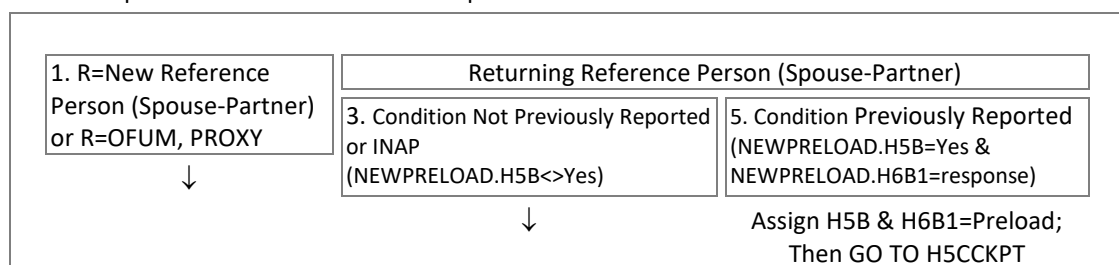 1. R=New Reference
Person (Spouse-Partner)
or R=OFUM, PROXY
↓
Returning Reference Person (Spouse-Partner)
3. Condition Not Previously Reported
or INAP
(NEWPRELOAD.H5B<>Yes)
↓
5. Condition Previously Reported
(NEWPRELOAD.H5B=Yes &
NEWPRELOAD.H6B1=response)
Assign H5B & H6B1=Preload;
Then GO TO H5CCKPT